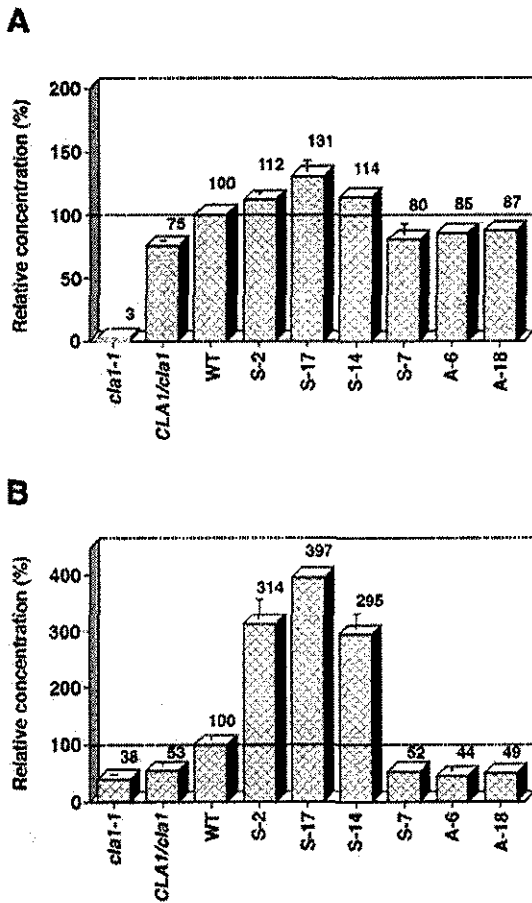 A
Relative concentration (%)
200
150
100
50
0
3
75
100
112
131
114
80
85
87
cla1-1
CLA1/cla1
WT
S-2
S-17
S-14
S-7
A-6
A-18
B
Relative concentration (%)
400
300
200
100
0
38
53
100
314
397
295
52
44
49
cla1-1
CLA1/cla1
WT
S-2
S-17
S-14
S-7
A-6
A-18